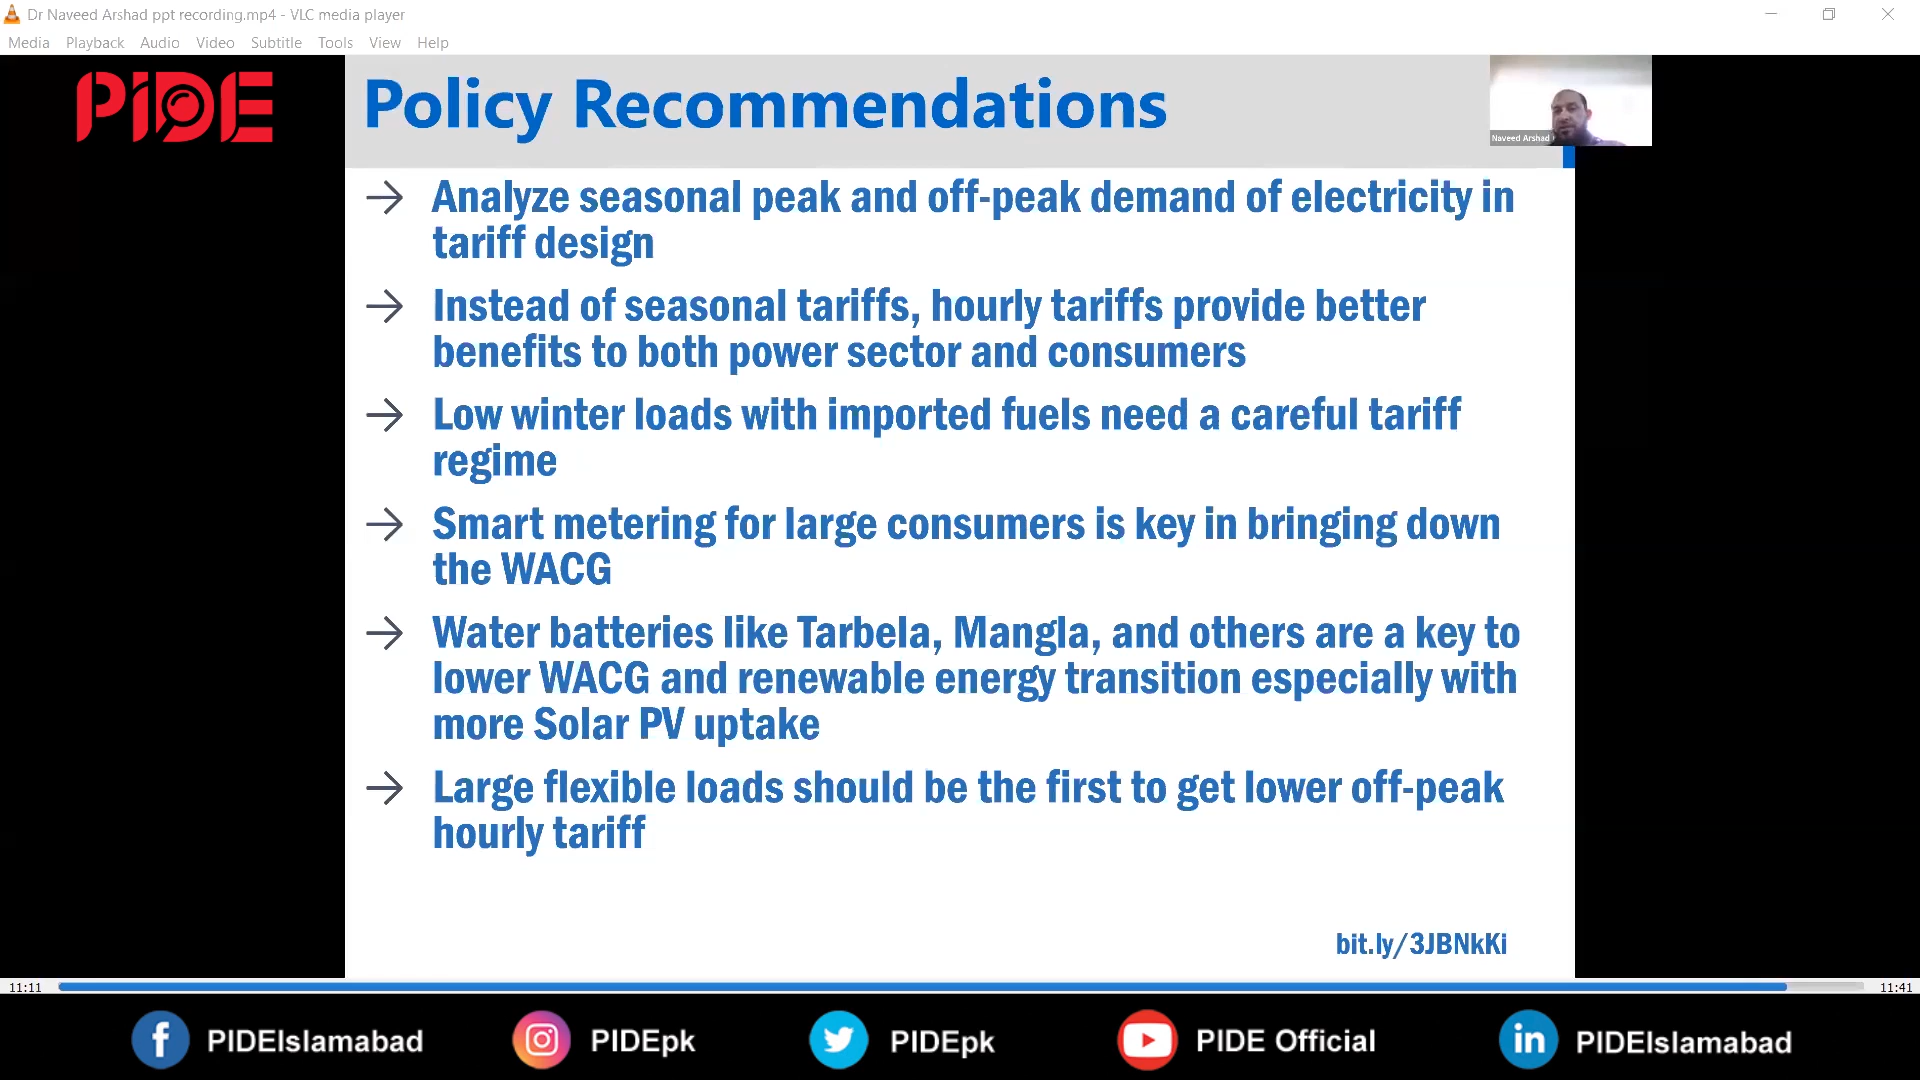 Dr Naveed Arshad ppt recording.mp4 - VLC media player
Media Playback Audio Video Subtitle Tools View Help
PIDE
Policy Recommendations
Naveed Arshad
→ Analyze seasonal peak and off-peak demand of electricity in
tariff design
→ Instead of seasonal tariffs, hourly tariffs provide better
benefits to both power sector and consumers
→ Low winter loads with imported fuels need a careful tariff
regime
→ Smart metering for large consumers is key in bringing down
the WACG
→ Water batteries like Tarbela, Mangla, and others are a key to
lower WACG and renewable energy transition especially with
more Solar PV uptake
→ Large flexible loads should be the first to get lower off-peak
hourly tariff
bit.ly/3JBNkKi
11:11 11:41
PIDEIslamabad PIDEpk PIDEpk PIDE Official PIDEIslamabad